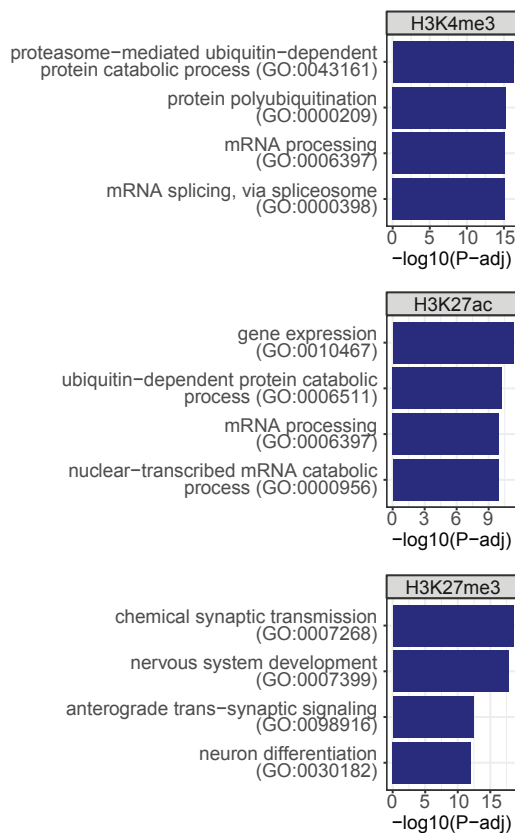 H3K4me3
proteasome−mediated ubiquitin−dependent
protein catabolic process (GO:0043161)
protein polyubiquitination
(GO:0000209)
mRNA processing
(GO:0006397)
mRNA splicing, via spliceosome
(GO:0000398)
0 5 10 15
−log10(P−adj)
H3K27ac
gene expression
(GO:0010467)
ubiquitin−dependent protein catabolic
process (GO:0006511)
mRNA processing
(GO:0006397)
nuclear−transcribed mRNA catabolic
process (GO:0000956)
0 3 6 9
−log10(P−adj)
H3K27me3
chemical synaptic transmission
(GO:0007268)
nervous system development
(GO:0007399)
anterograde trans−synaptic signaling
(GO:0098916)
neuron differentiation
(GO:0030182)
0 5 10 15
−log10(P−adj)